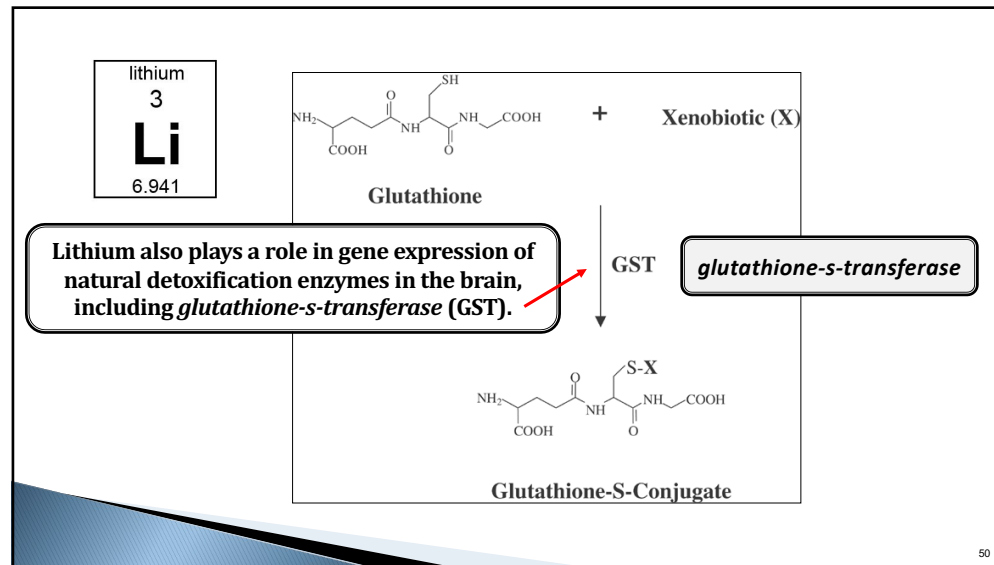 lithium
3
Li
6.941
SH
O
NH2
NH
NH
COOH
COOH
O
+
Xenobiotic (X)
Glutathione
Lithium also plays a role in gene expression of
natural detoxification enzymes in the brain,
including glutathione-s-transferase (GST).
GST
glutathione-s-transferase
S-X
O
NH2
NH
NH
COOH
COOH
O
Glutathione-S-Conjugate
50